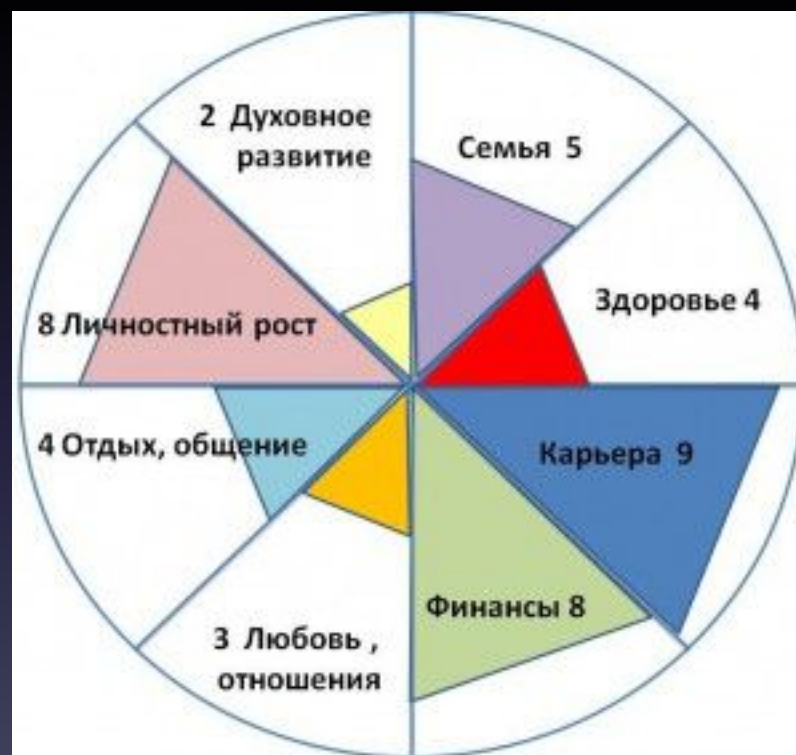 2 Духовное
развитие
Семья 5
Здоровье 4
8 Личностный рост
4 Отдых, общение
Карьера 9
Финансы 8
3 Любовь ,
отношения